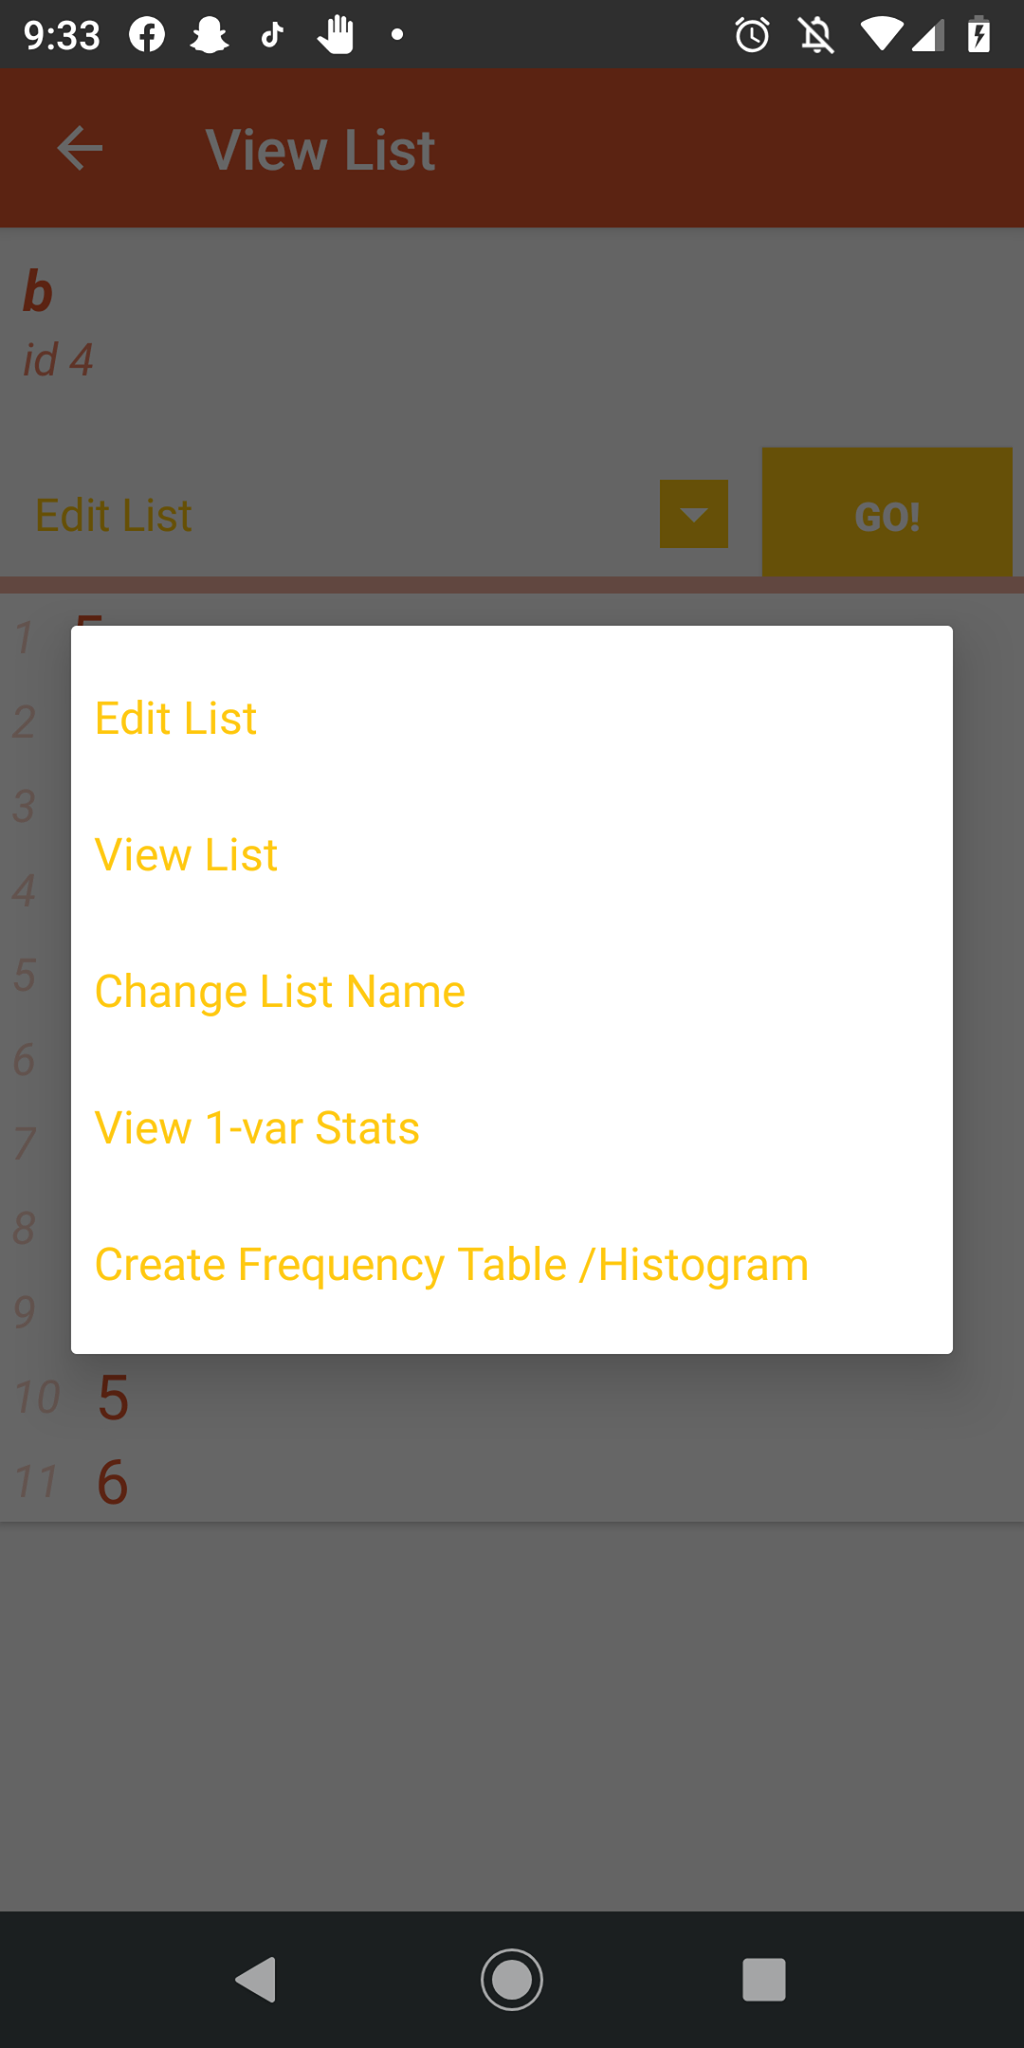 9:33
View List
b
id 4
Edit List
GO!
1
2
3
4
5
6
7
8
9
Edit List
View List
Change List Name
View 1-var Stats
Create Frequency Table /Histogram
10 5
11 6